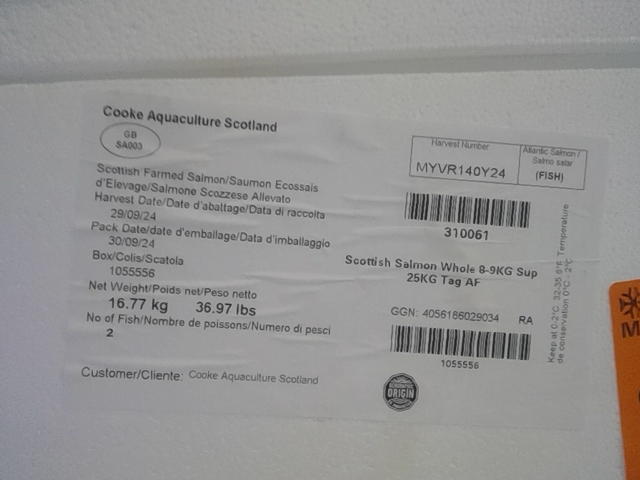 Cooke Aquaculture Scotland
GB
SA003
Scottish Farmed Salmon/Saumon Ecossais
d'Elevage/Salmone Scozzese Allevato
Harvest Date/Date d'abattage/Data di raccolta
29/09/24
Pack Date/date d'emballage/Data d'imballaggio
30/09/24
Box/Colis/Scatola
1055556
Net Weight/Poids net/Peso netto
16.77 kg 36.97 lbs
No of Fish/Nombre de poissons/Numero di pesci
2
Customer/Cliente: Cooke Aquaculture Scotland
Harvest Number
MYVR140Y24
Atlantic Salmon /
Salmo salar
(FISH)
310061
Scottish Salmon Whole 8-9KG Sup
25KG Tag AF
GGN: 4056186029034 RA
1055556
ORIGIN
Keep at 0-2°C, 32-35.6°F Temperature
de conservation 0°C - 2°C
M